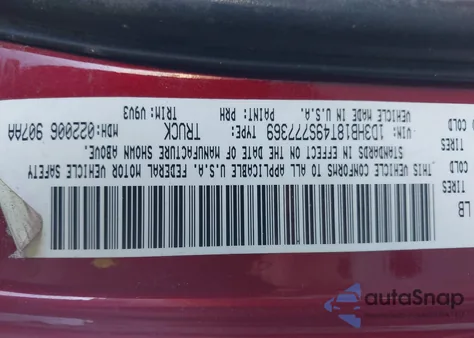 LB
TIRES
COLD
TIRES
COLD
THIS VEHICLE CONFORMS TO ALL APPLICABLE U.S.A. FEDERAL MOTOR VEHICLE SAFETY
STANDARDS IN EFFECT ON THE DATE OF MANUFACTURE SHOWN ABOVE.
VIN: 1D3HB18T49S777369 TYPE: TRUCK MDH: 022006 907AA
VEHICLE MADE IN U.S.A. PAINT: PRH TRIM: V9V3
autaSnap